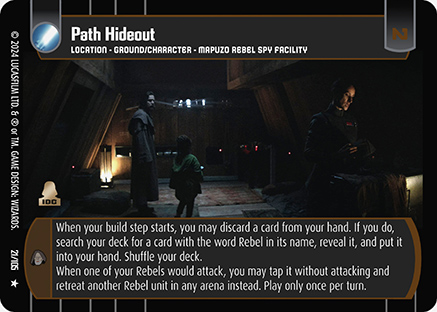 Path Hideout
LOCATION - GROUND/CHARACTER - MAPUZO REBEL SPY FACILITY
2
© 2024 LUCASFILM LTD. & ® or TM. GAME DESIGN: WIZARDS.
IDC
21/105
When your build step starts, you may discard a card from your hand. If you do,
search your deck for a card with the word Rebel in its name, reveal it, and put it
into your hand. Shuffle your deck.
When one of your Rebels would attack, you may tap it without attacking and
retreat another Rebel unit in any arena instead. Play only once per turn.